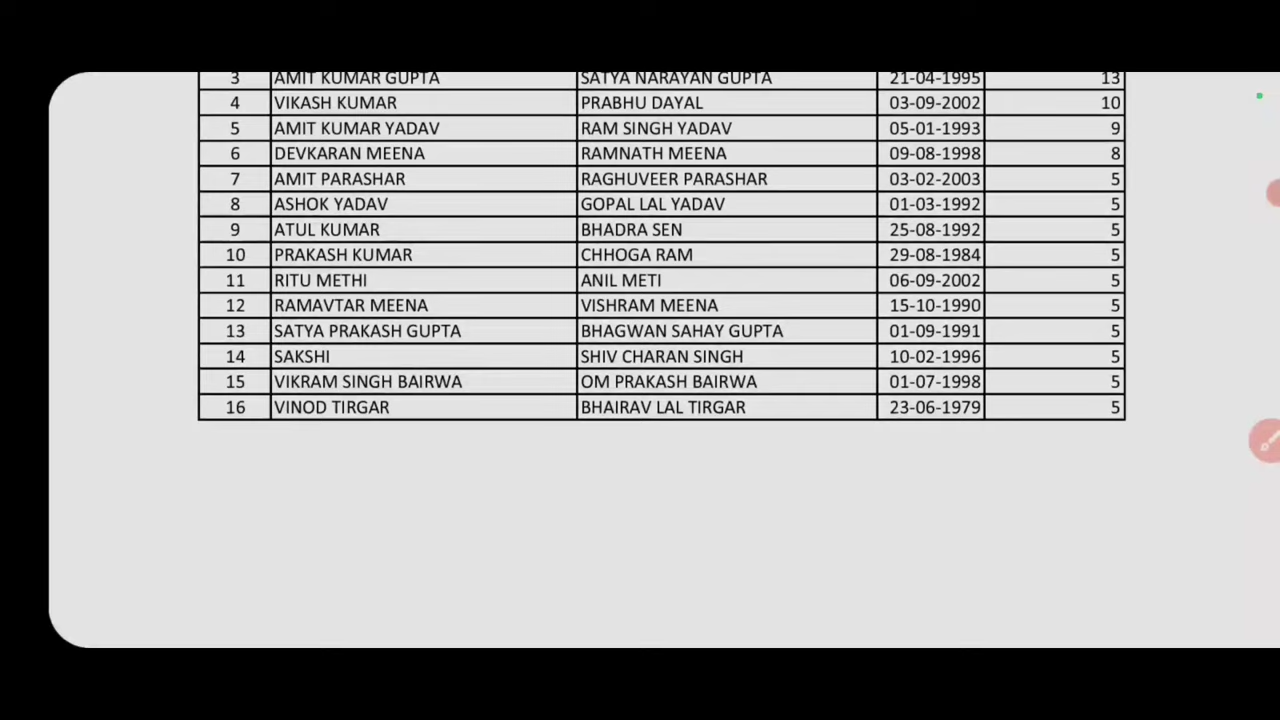 3 AMIT KUMAR GUPTA SATYA NARAYAN GUPTA 21-04-1995 13
4 VIKASH KUMAR PRABHU DAYAL 03-09-2002 10
5 AMIT KUMAR YADAV RAM SINGH YADAV 05-01-1993 9
6 DEVKARAN MEENA RAMNATH MEENA 09-08-1998 8
7 AMIT PARASHAR RAGHUVEER PARASHAR 03-02-2003 5
8 ASHOK YADAV GOPAL LAL YADAV 01-03-1992 5
9 ATUL KUMAR BHADRA SEN 25-08-1992 5
10 PRAKASH KUMAR CHHOGA RAM 29-08-1984 5
11 RITU METHI ANIL METI 06-09-2002 5
12 RAMAVTAR MEENA VISHRAM MEENA 15-10-1990 5
13 SATYA PRAKASH GUPTA BHAGWAN SAHAY GUPTA 01-09-1991 5
14 SAKSHI SHIV CHARAN SINGH 10-02-1996 5
15 VIKRAM SINGH BAIRWA OM PRAKASH BAIRWA 01-07-1998 5
16 VINOD TIRGAR BHAIRAV LAL TIRGAR 23-06-1979 5